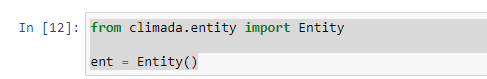 In [12]: from climada.entity import Entity
ent = Entity()